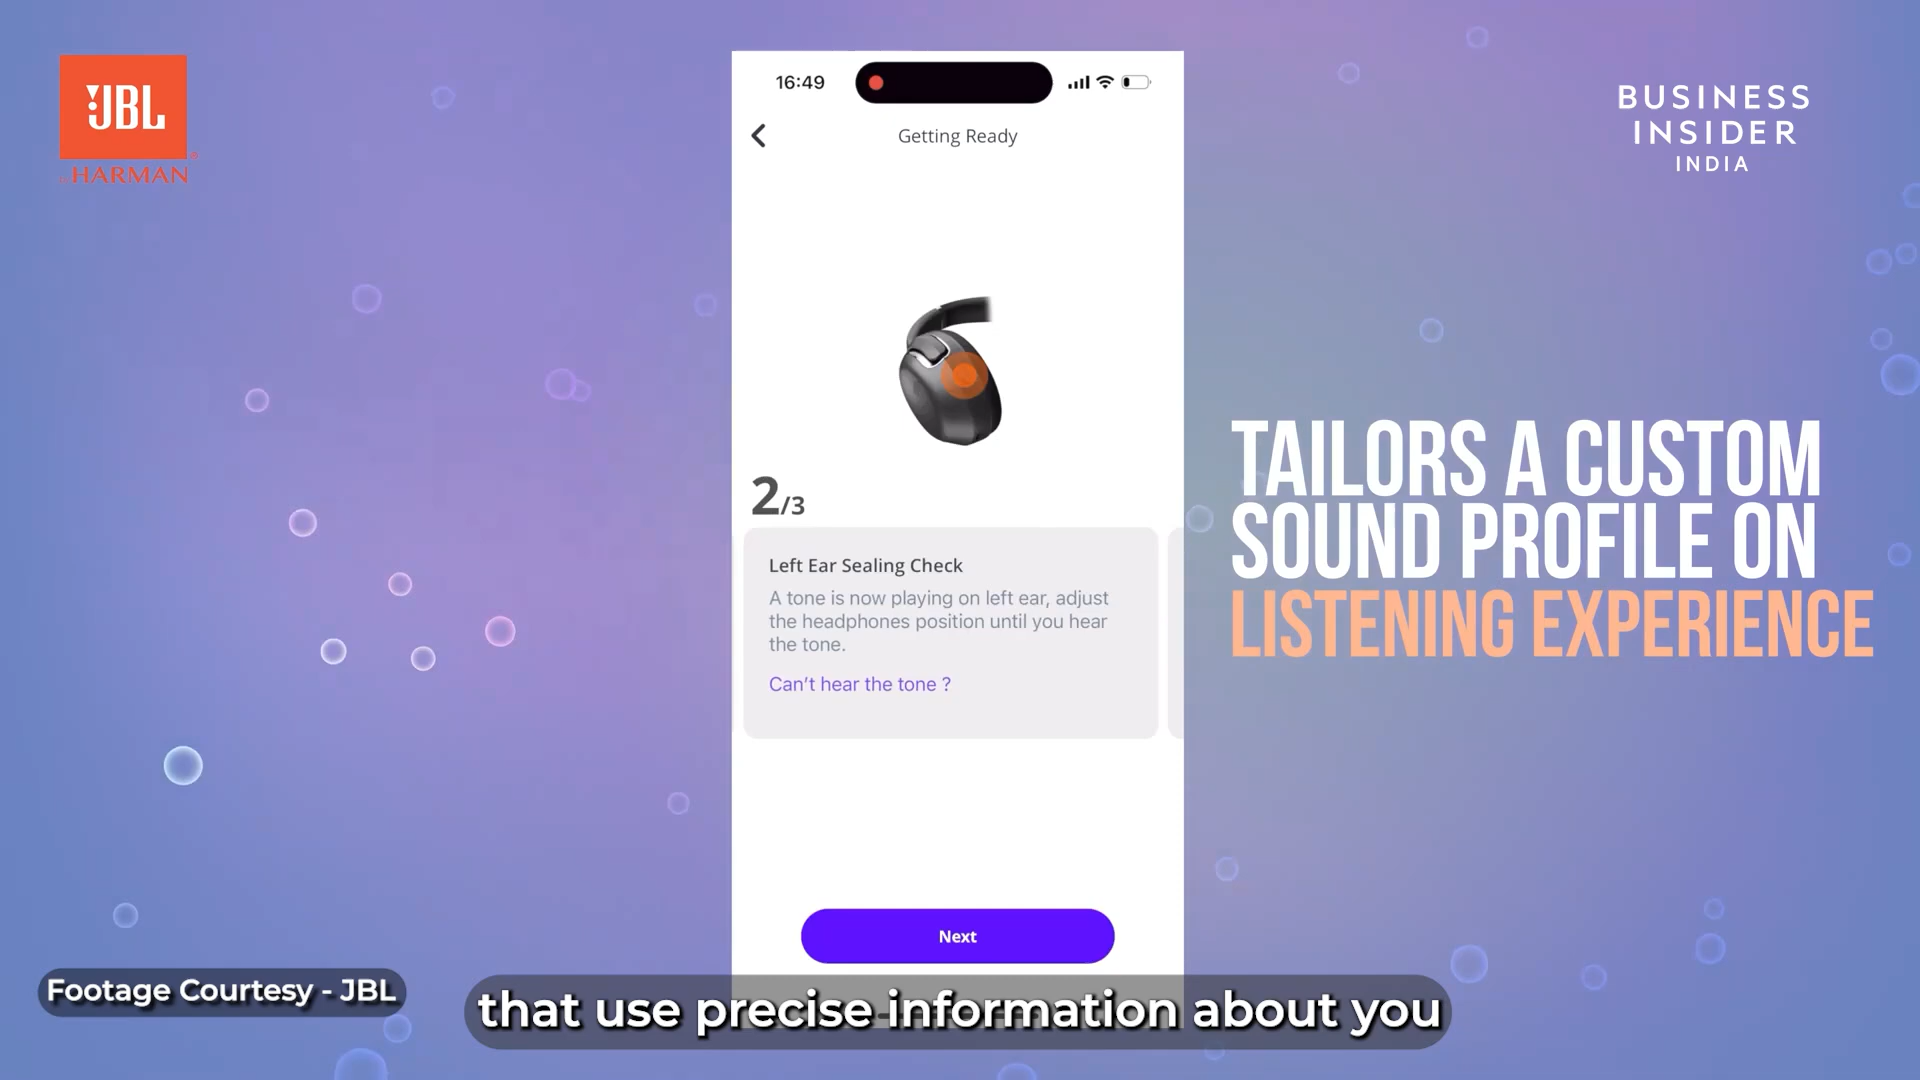 JBL
by HARMAN
BUSINESS
INSIDER
INDIA
16:49
Getting Ready
2/3
Left Ear Sealing Check
A tone is now playing on left ear, adjust
the headphones position until you hear
the tone.
Can’t hear the tone ?
Next
TAILORS A CUSTOM
SOUND PROFILE ON
LISTENING EXPERIENCE
Footage Courtesy - JBL
that use precise information about you